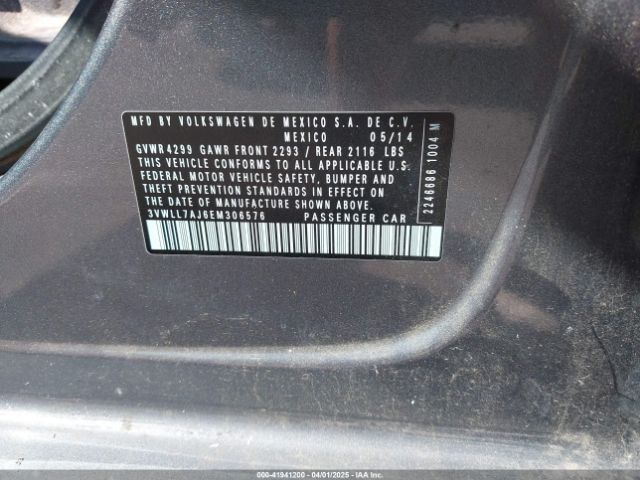 MFD BY VOLKSWAGEN DE MEXICO S.A. DE C.V.
MEXICO 05/14
GVWR 4299 GAWR FRONT 2293 / REAR 2116 LBS
THIS VEHICLE CONFORMS TO ALL APPLICABLE U.S.
FEDERAL MOTOR VEHICLE SAFETY, BUMPER AND
THEFT PREVENTION STANDARDS IN EFFECT ON
THE DATE OF MANUFACTURE SHOWN ABOVE.
3VWLL7AJ6EM306576 PASSENGER CAR
2246686 1004 M
000-41941200 / 04/01/2025 / IAAI.COM